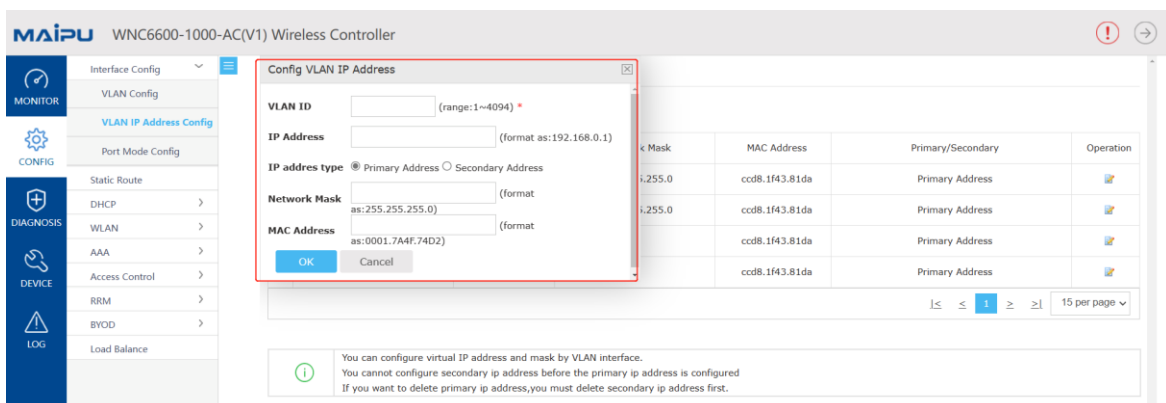 MAIPU WNC6600-1000-AC(V1) Wireless Controller
MONITOR
CONFIG
DIAGNOSIS
DEVICE
LOG
Interface Config
VLAN Config
VLAN IP Address Config
Port Mode Config
Static Route
DHCP
WLAN
AAA
Access Control
RRM
BYOD
Load Balance
Config VLAN IP Address
VLAN ID (range:1~4094) *
IP Address (format as:192.168.0.1)
IP addres type Primary Address Secondary Address
Network Mask (format
as:255.255.255.0)
MAC Address (format
as:0001.7A4F.74D2)
OK Cancel
Mask MAC Address Primary/Secondary Operation
.255.0 ccd8.1f43.81da Primary Address
.255.0 ccd8.1f43.81da Primary Address
ccd8.1f43.81da Primary Address
ccd8.1f43.81da Primary Address
|< < 1 > >| 15 per page
You can configure virtual IP address and mask by VLAN interface.
You cannot configure secondary ip address before the primary ip address is configured
If you want to delete primary ip address,you must delete secondary ip address first.